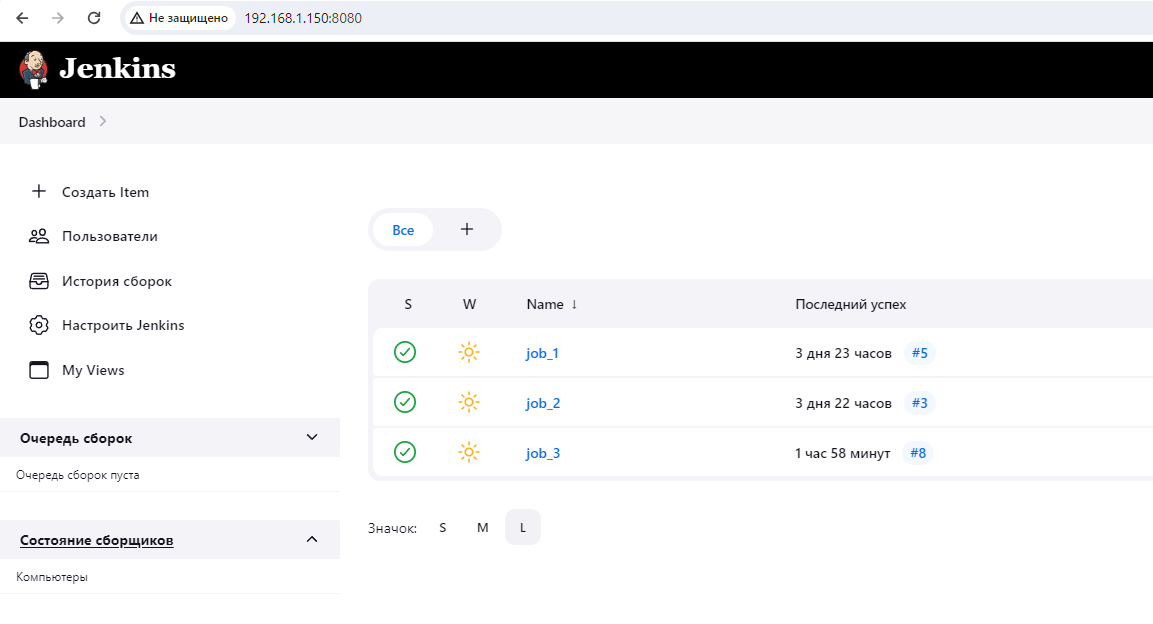 Не защищено 192.168.1.150:8080
Jenkins
Dashboard
Создать Item
Пользователи
История сборок
Настроить Jenkins
My Views
Очередь сборок
Очередь сборок пуста
Состояние сборщиков
Компьютеры
Все +
S W Name ↓ Последний успех
job_1 3 дня 23 часов #5
job_2 3 дня 22 часов #3
job_3 1 час 58 минут #8
Значок: S M L